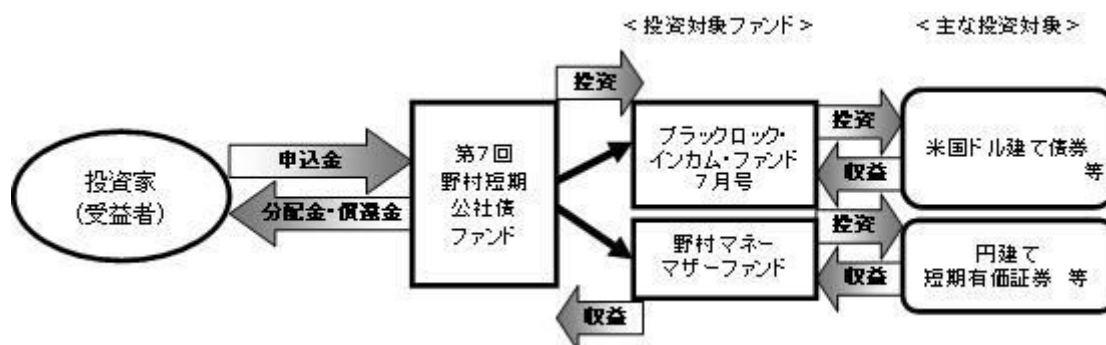 ＜投資対象ファンド＞
＜主な投資対象＞
投資
投資家
（受益者）
申込金
分配金・償還金
第７回
野村短期
公社債
ファンド
収益
ブラックロック・
インカム・ファンド
７月号
野村マネー
マザーファンド
投資
収益
投資
収益
米国ドル建て債券
等
円建て
短期有価証券　等